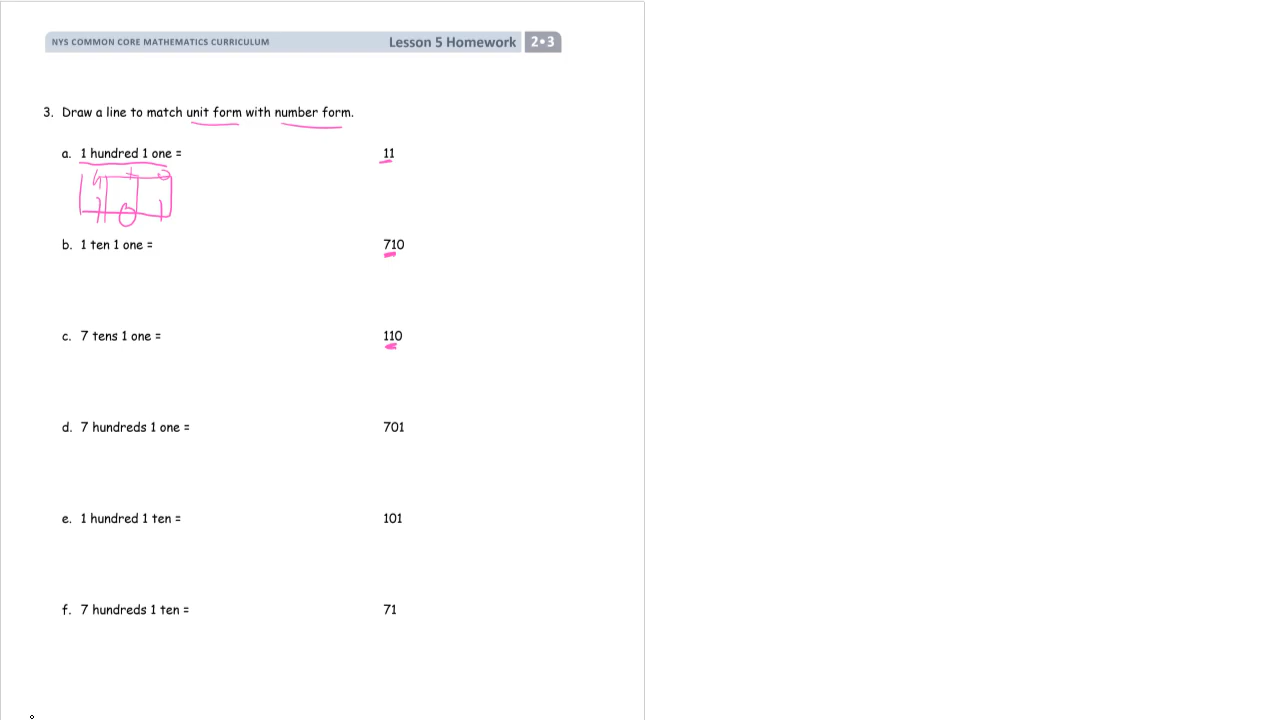 NYS COMMON CORE MATHEMATICS CURRICULUM Lesson 5 Homework 2•3
3. Draw a line to match unit form with number form.
a. 1 hundred 1 one = 11
b. 1 ten 1 one = 710
c. 7 tens 1 one = 110
d. 7 hundreds 1 one = 701
e. 1 hundred 1 ten = 101
f. 7 hundreds 1 ten = 71